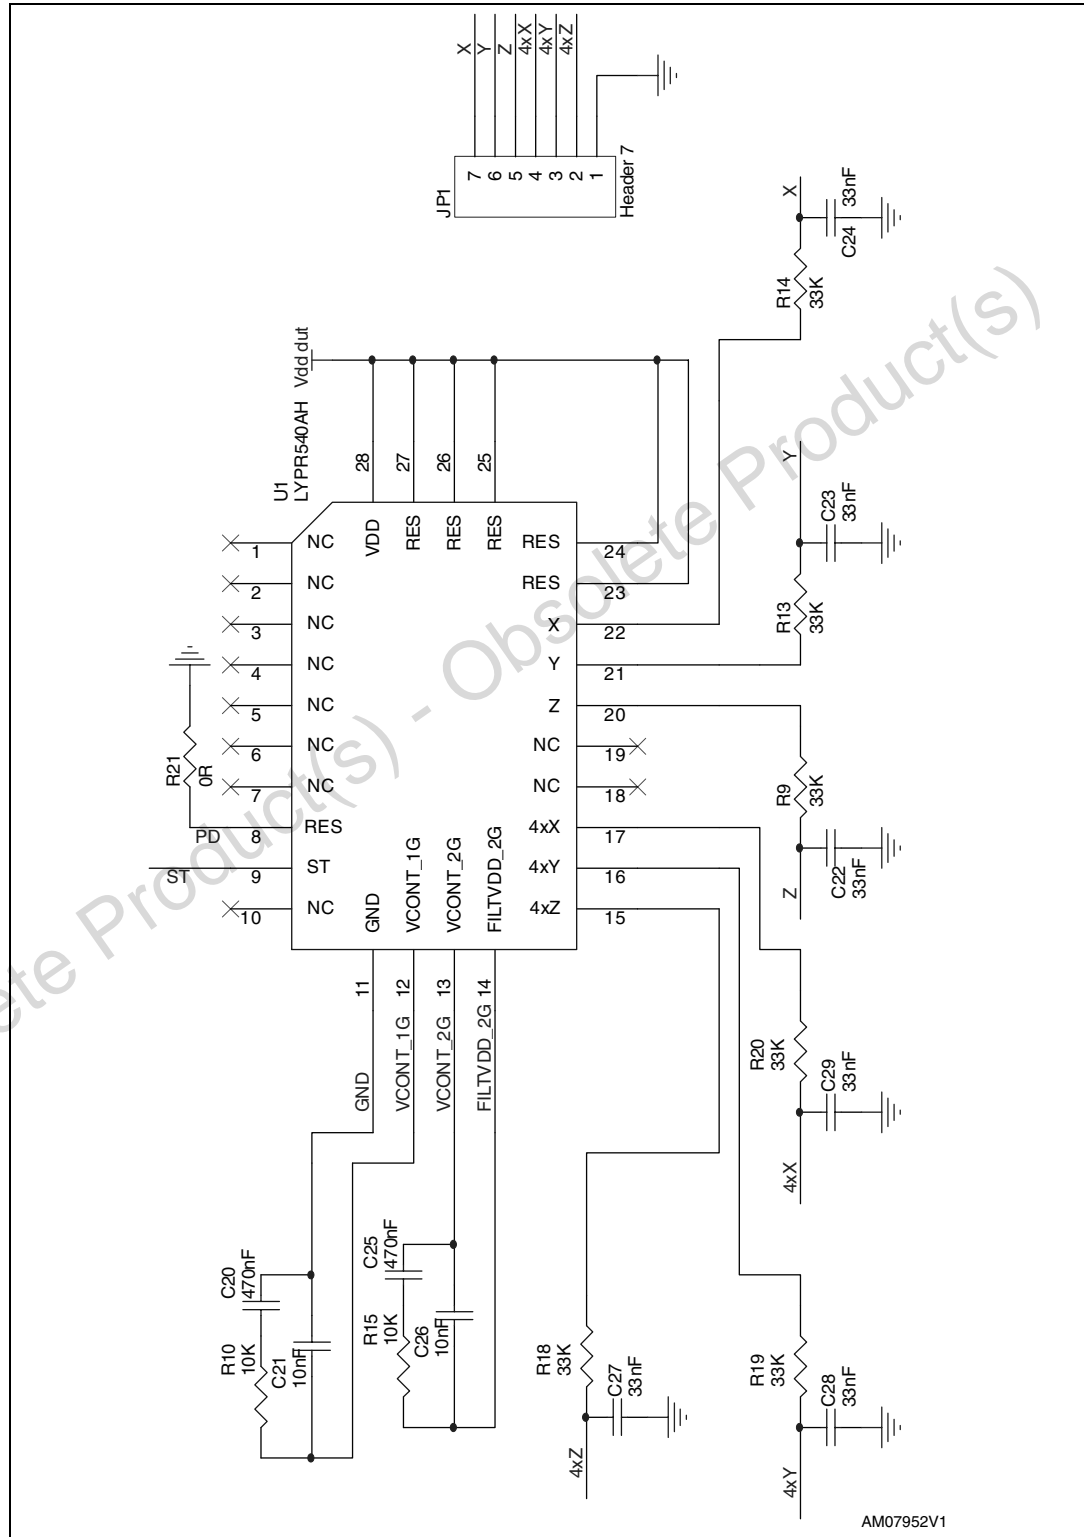 X
Y
Z
4xX
4xY
4xZ
7
6
5
4
3
2
1
JP1
Header 7
X
33nF
C24
R14
33K
Vdd dut
U1
LYPR540AH
28
27
26
25
VDD
RES
RES
RES
1 NC
2 NC
3 NC
4 NC
5 NC
6 NC
7 NC
PD 8 RES
ST 9 ST
10 NC
R21
0R
RES 24
RES 23
X 22
Y 21
Z 20
NC 19
NC 18
4xX 17
4xY 16
4xZ 15
Y
C23
33nF
R13
33K
R9
33K
C22
33nF
Z
GND
VCONT_1G
VCONT_2G
FILTVDD_2G
11
12
13
14
GND
VCONT_1G
VCONT_2G
FILTVDD_2G
R20
33K
C29
33nF
4xX
C20
470nF
R10
10K
C21
10nF
C25
470nF
R15
10K
C26
10nF
R18
33K
C27
33nF
4xZ
R19
33K
C28
33nF
4xY
AM07952V1
ete Product(s) - Obsolete Product(s)